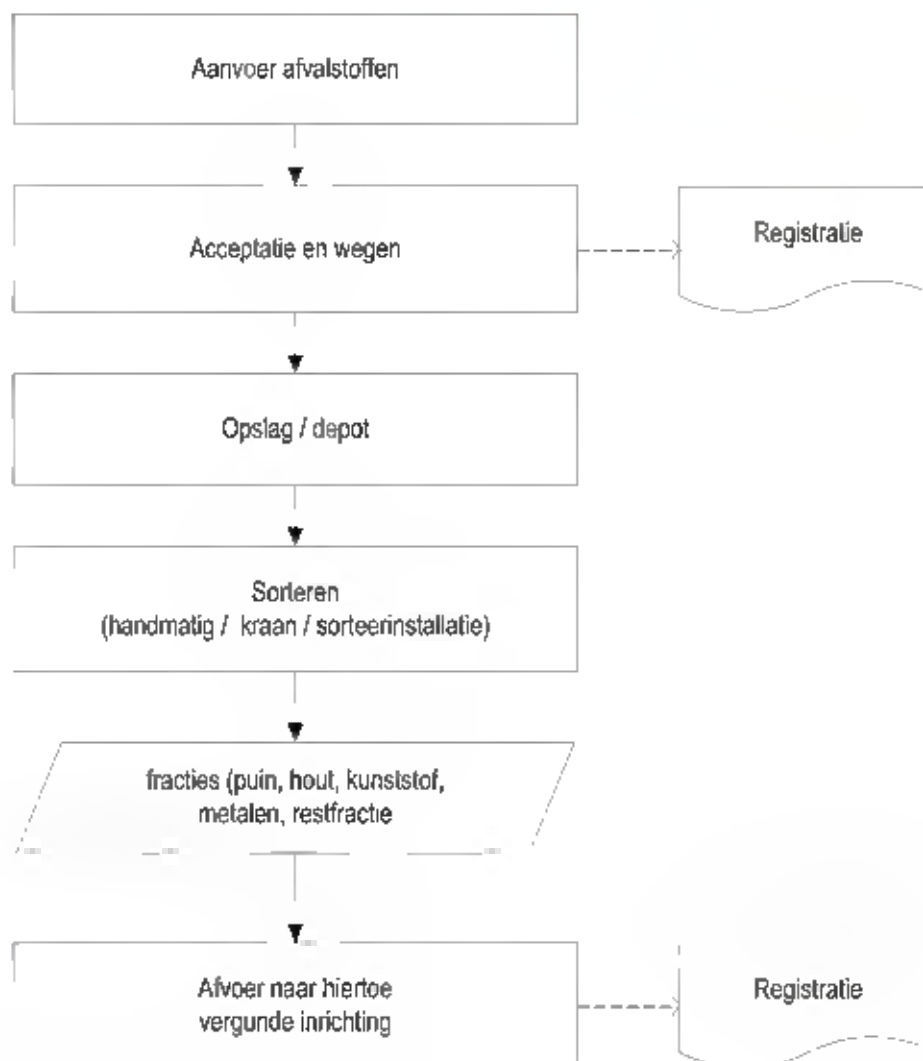 Aanvoer afvalstoffen
Acceptatie en wegen
Registratie
Opslag / depot
Sorteren
(handmatig / kraan / sorteerinstallatie)
fracties (puin, hout, kunststof,
metalen, restfractie
Afvoer naar hiertoe
vergunde inrichting
Registratie